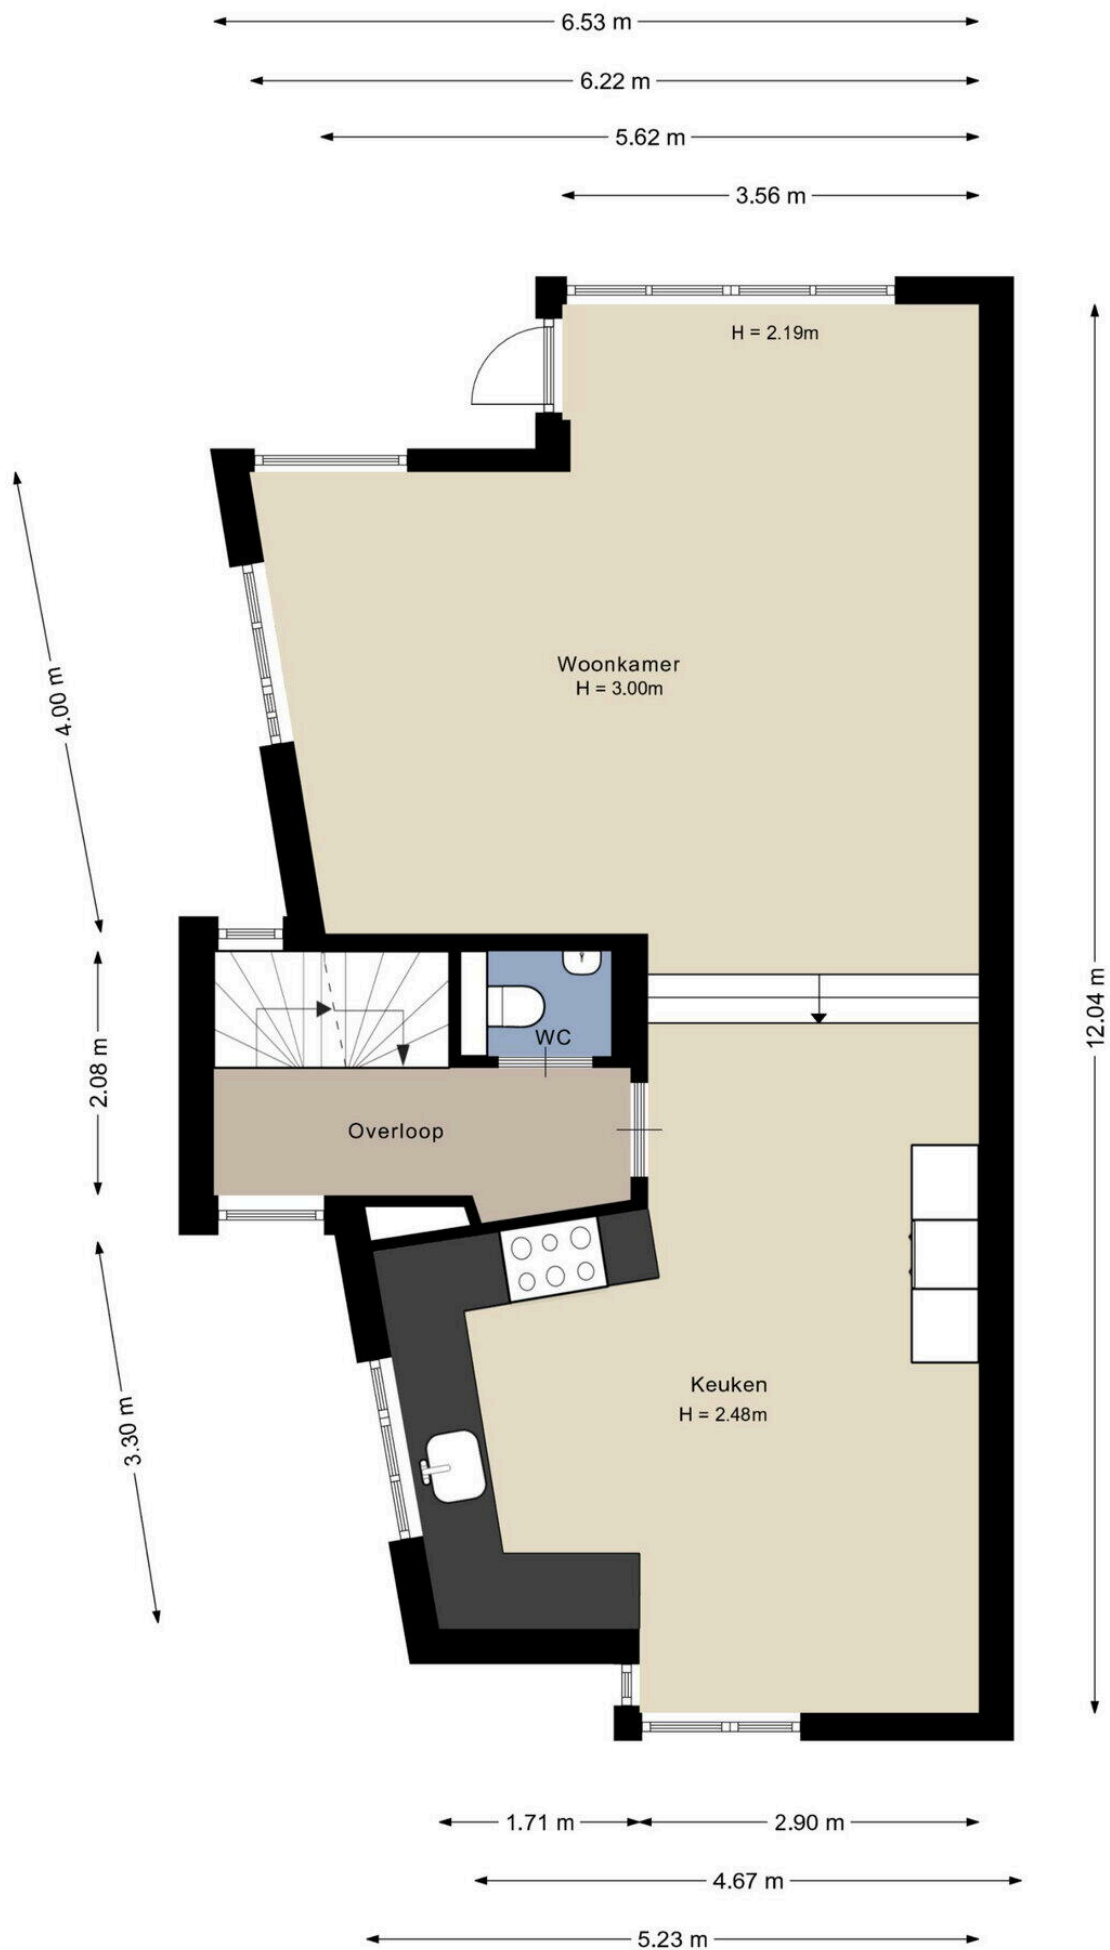 6.53 m
6.22 m
5.62 m
3.56 m
H = 2.19m
4.00 m
Woonkamer
H = 3.00m
12.04 m
2.08 m
WC
Overloop
3.30 m
Keuken
H = 2.48m
1.71 m
2.90 m
4.67 m
5.23 m